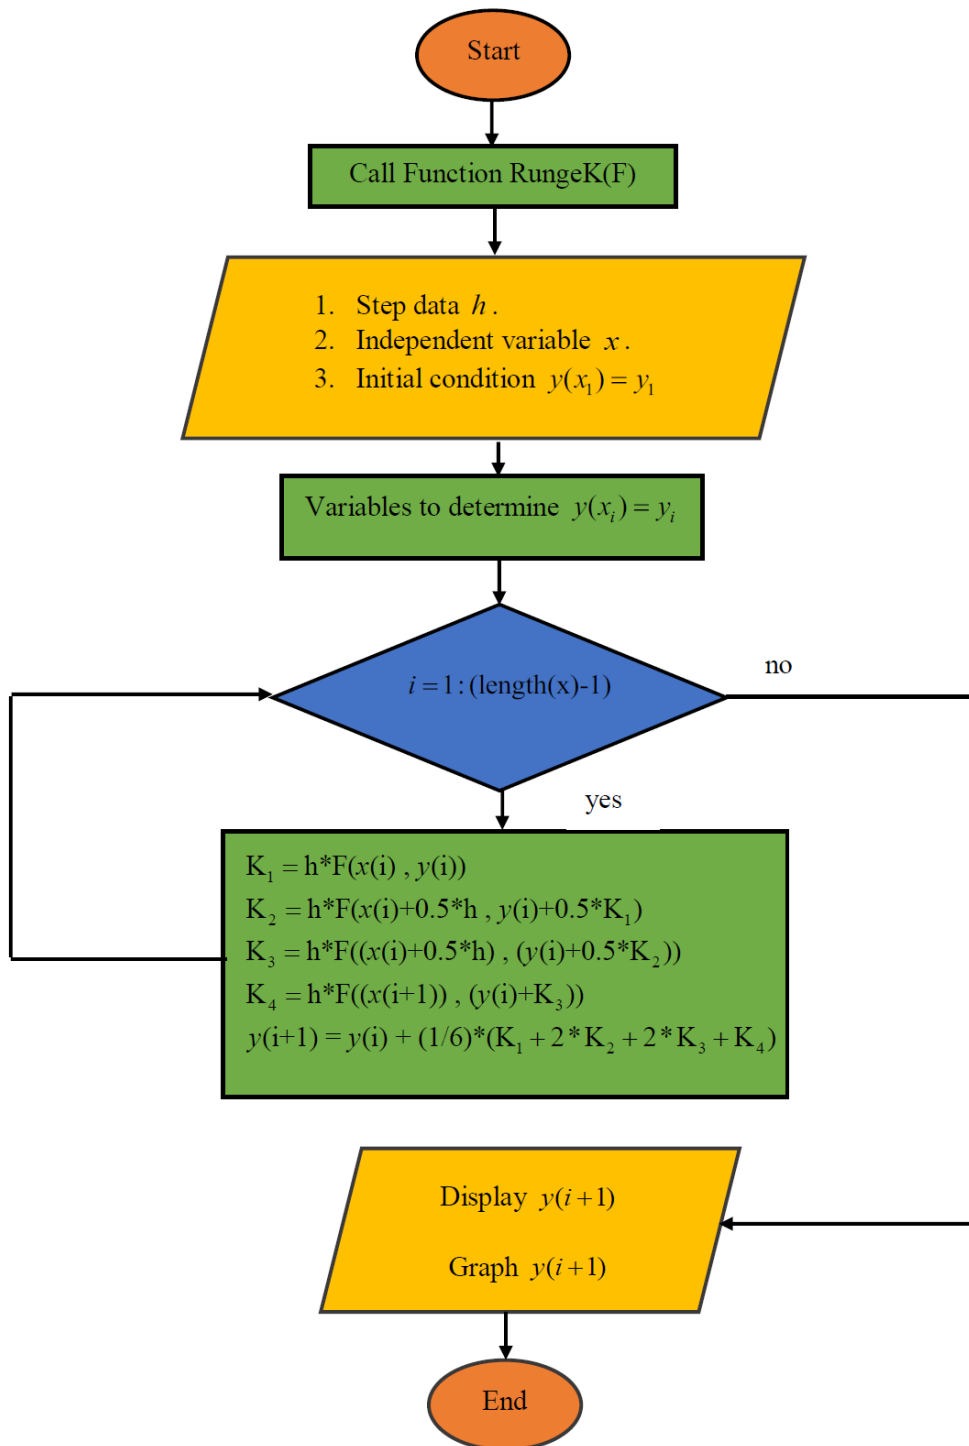 Start
Call Function RungeK(F)
1. Step data h .
2. Independent variable x .
3. Initial condition y(x₁) = y₁
Variables to determine y(xᵢ) = yᵢ
i = 1 : (length(x)-1)
no
yes
K₁ = h*F(x(i) , y(i))
K₂ = h*F(x(i)+0.5*h , y(i)+0.5*K₁)
K₃ = h*F((x(i)+0.5*h) , (y(i)+0.5*K₂))
K₄ = h*F((x(i+1)) , (y(i)+K₃))
y(i+1) = y(i) + (1/6)*(K₁ + 2*K₂ + 2*K₃ + K₄)
Display y(i +1)
Graph y(i +1)
End